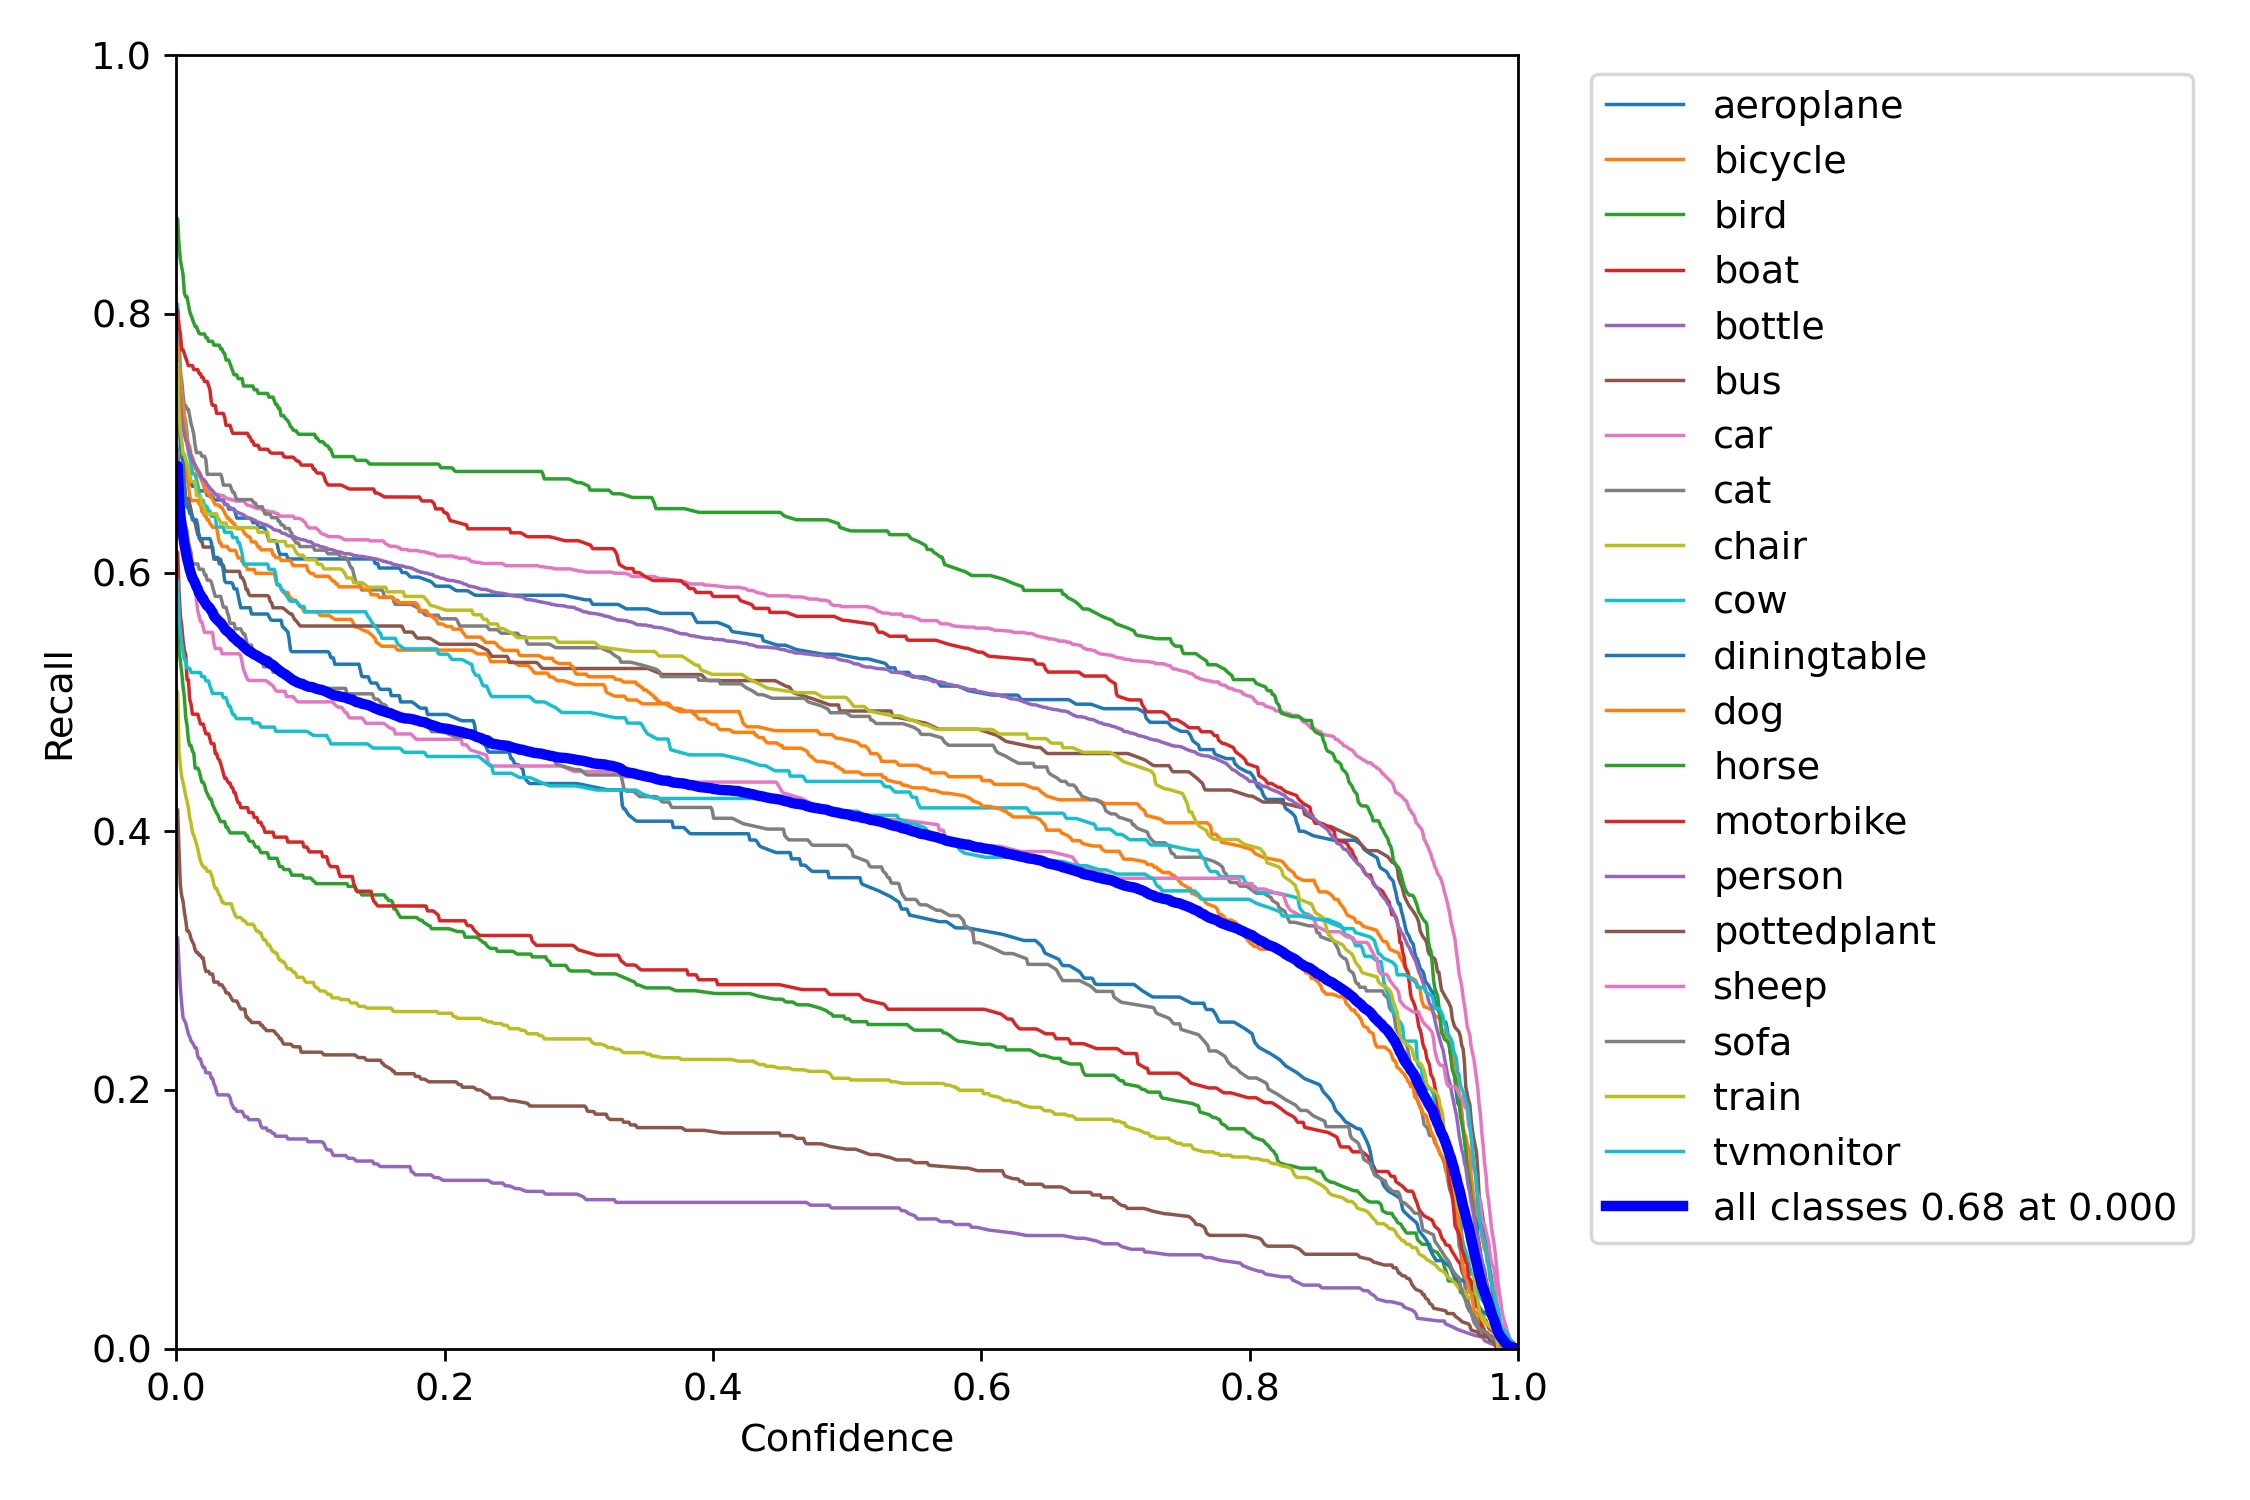 1.0
0.8
0.6
0.4
0.2
0.0
Recall
0.0 0.2 0.4 0.6 0.8 1.0
Confidence
aeroplane
bicycle
bird
boat
bottle
bus
car
cat
chair
cow
diningtable
dog
horse
motorbike
person
pottedplant
sheep
sofa
train
tvmonitor
all classes 0.68 at 0.000